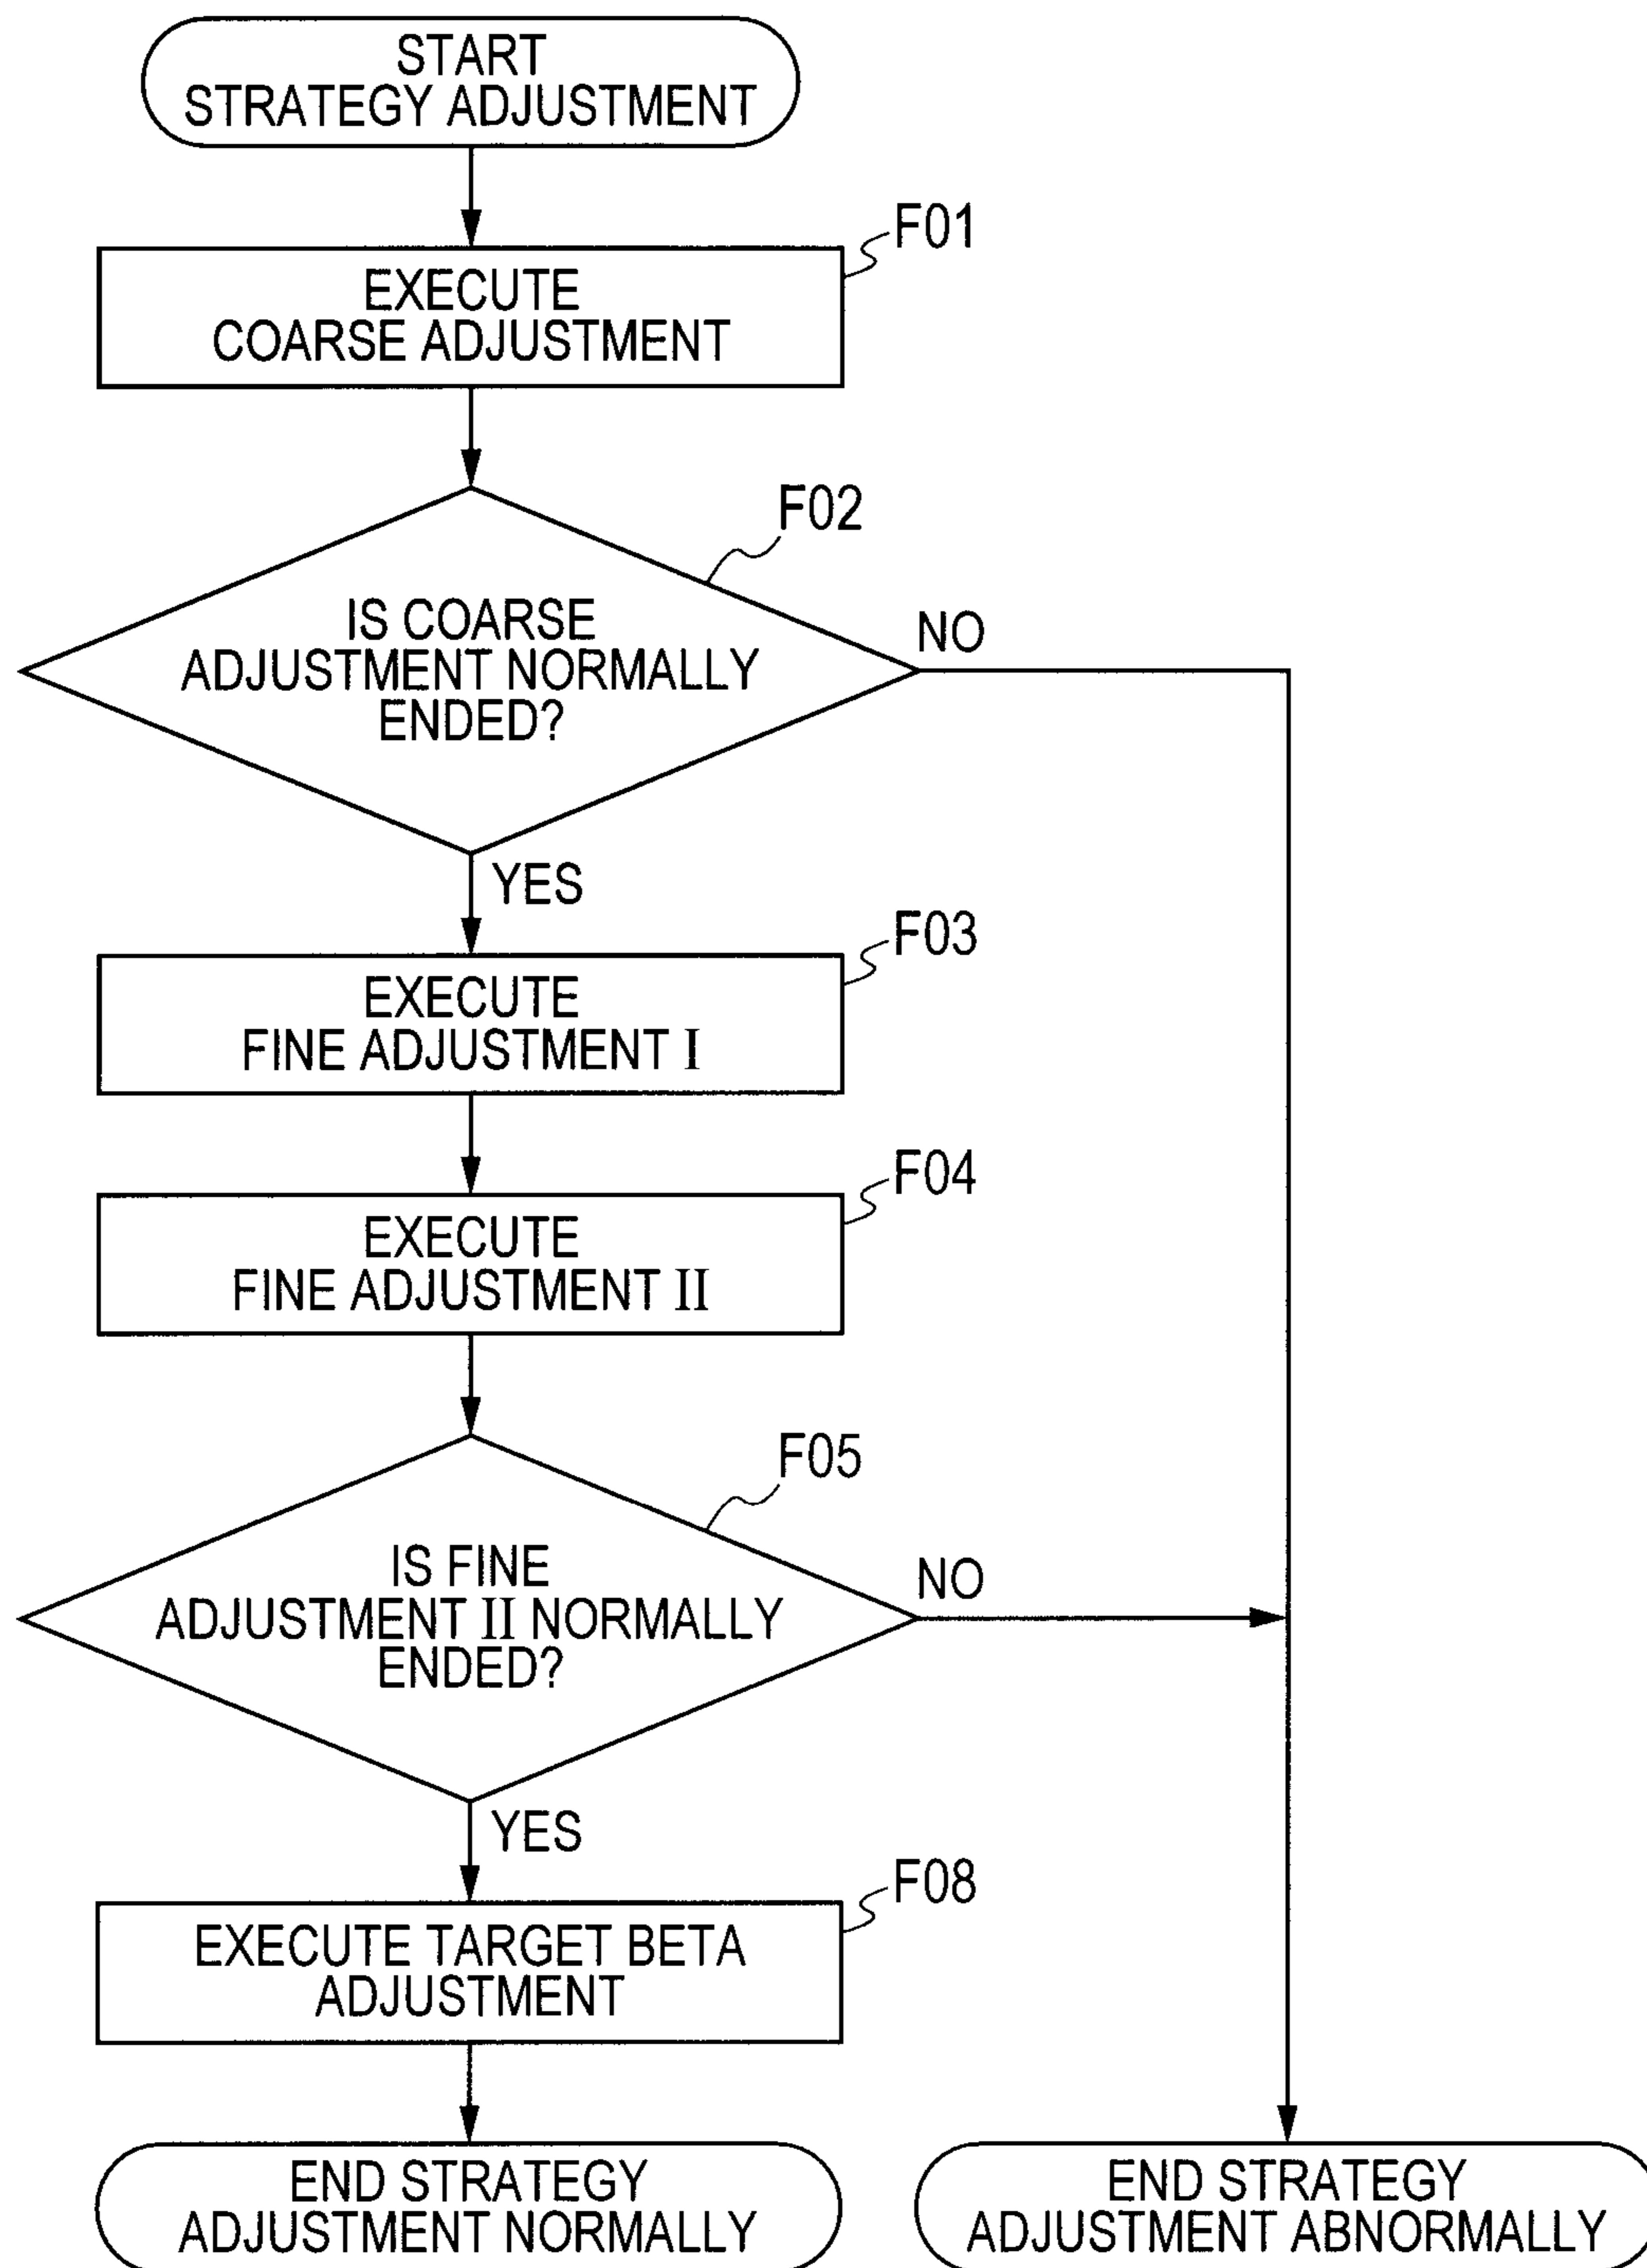 START
STRATEGY ADJUSTMENT
F01
EXECUTE
COARSE ADJUSTMENT
F02
IS COARSE
ADJUSTMENT NORMALLY
ENDED?
NO
YES
F03
EXECUTE
FINE ADJUSTMENT I
F04
EXECUTE
FINE ADJUSTMENT II
F05
IS FINE
ADJUSTMENT II NORMALLY
ENDED?
NO
YES
F08
EXECUTE TARGET BETA
ADJUSTMENT
END STRATEGY
ADJUSTMENT NORMALLY
END STRATEGY
ADJUSTMENT ABNORMALLY